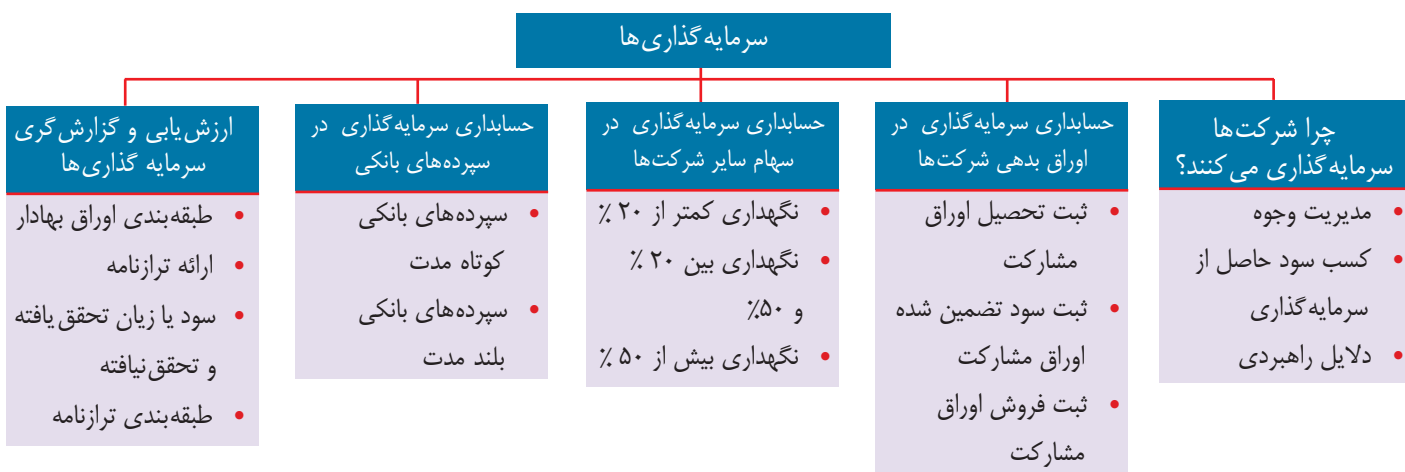 سرمایه‌گذاری‌ها
چرا شرکت‌ها
سرمایه‌گذاری می‌کنند؟
• مدیریت وجوه
• کسب سود حاصل از
سرمایه‌گذاری
• دلایل راهبردی
حسابداری سرمایه‌گذاری در
اوراق بدهی شرکت‌ها
• ثبت تحصیل اوراق
مشارکت
• ثبت سود تضمین شده
اوراق مشارکت
• ثبت فروش اوراق
مشارکت
حسابداری سرمایه‌گذاری در
سهام سایر شرکت‌ها
• نگهداری کمتر از ۲۰ ٪
• نگهداری بین ۲۰ ٪
و ۵۰٪
• نگهداری بیش از ۵۰ ٪
حسابداری سرمایه‌گذاری در
سپرده‌های بانکی
• سپرده‌های بانکی
کوتاه مدت
• سپرده‌های بانکی
بلند مدت
ارزش‌یابی و گزارش‌گری
سرمایه گذاری‌ها
• طبقه‌بندی اوراق بهادار
• ارائه ترازنامه
• سود یا زیان تحقق‌یافته
و تحقق‌نیافته
• طبقه‌بندی ترازنامه